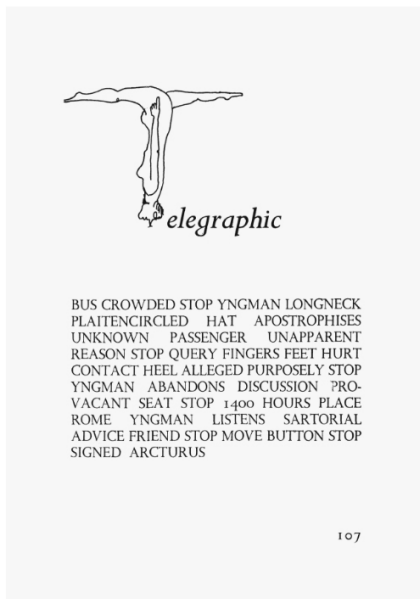 Telegraphic
BUS CROWDED STOP YNGMAN LONGNECK
PLAITENCIRCLED HAT APOSTROPHISES
UNKNOWN PASSENGER UNAPPARENT
REASON STOP QUERY FINGERS FEET HURT
CONTACT HEEL ALLEGED PURPOSELY STOP
YNGMAN ABANDONS DISCUSSION PRO-
VACANT SEAT STOP 1400 HOURS PLACE
ROME YNGMAN LISTENS SARTORIAL
ADVICE FRIEND STOP MOVE BUTTON STOP
SIGNED ARCTURUS
107